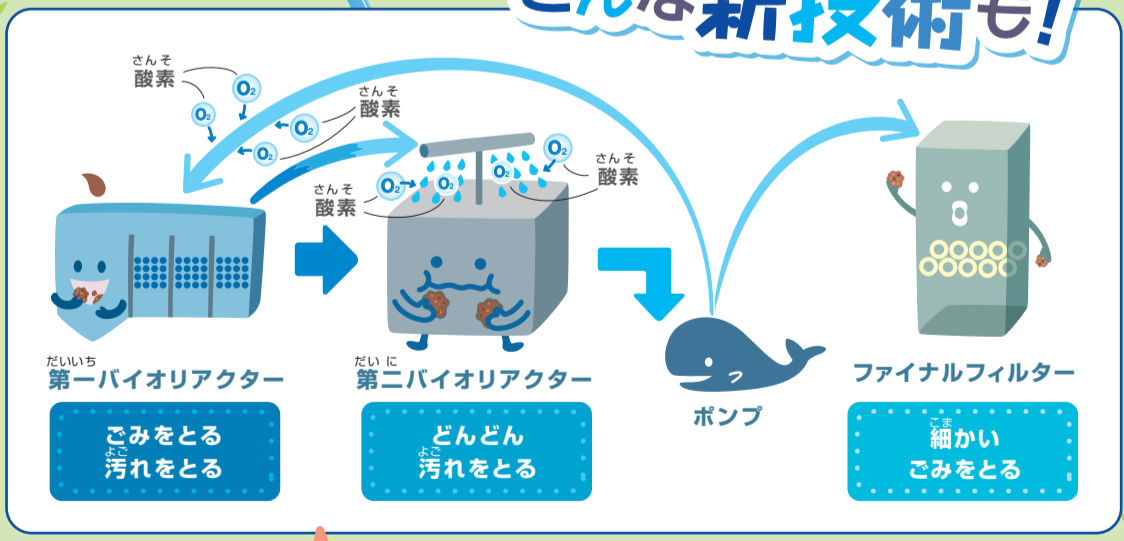 こんな新技術も!
さんそ
酸素
O₂
O₂
さんそ
酸素
O₂
O₂
さんそ
酸素
O₂
O₂
さんそ
酸素
O₂
O₂
だいいち
第一バイオリアクター
ごみをとる
よご
汚れをとる
だいに
第二バイオリアクター
どんどん
よご
汚れをとる
ポンプ
ファイナルフィルター
こま
細かい
ごみをとる